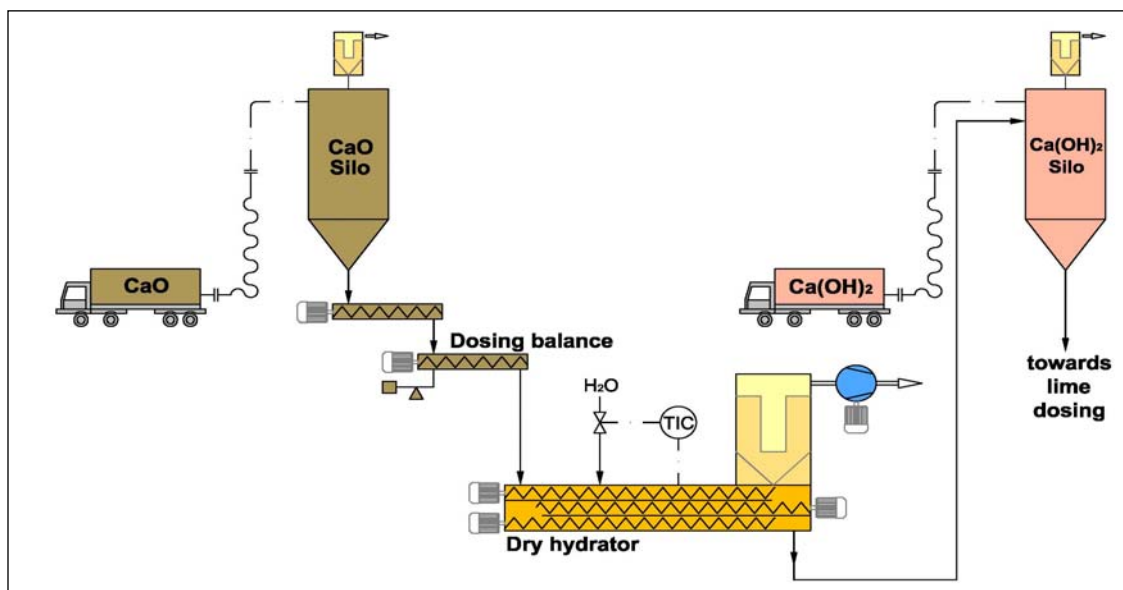 CaO
Silo
CaO
Dosing balance
H₂O
TIC
Dry hydrator
Ca(OH)₂
Silo
Ca(OH)₂
towards
lime
dosing